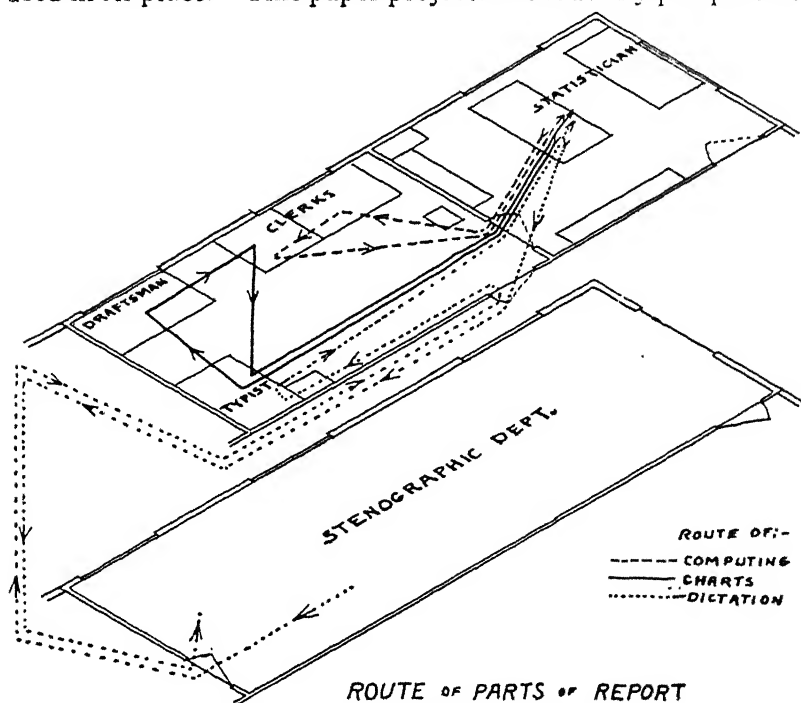 STATISTICIAN
CLERKS
DRAFTSMAN
TYPIST
STENOGRAPHIC DEPT.
ROUTE OF:-
COMPUTING
CHARTS
DICTATION
ROUTE OF PARTS OF REPORT